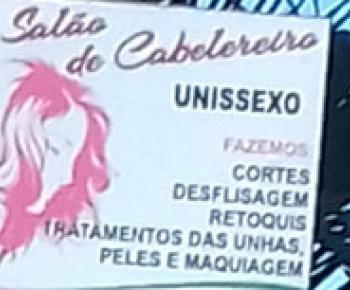 Salão
de Cabelereiro
UNISSEXO
FAZEMOS
CORTES
DESFLISAGEM
RETOQUIS
TRATAMENTOS DAS UNHAS,
PELES E MAQUIAGEM